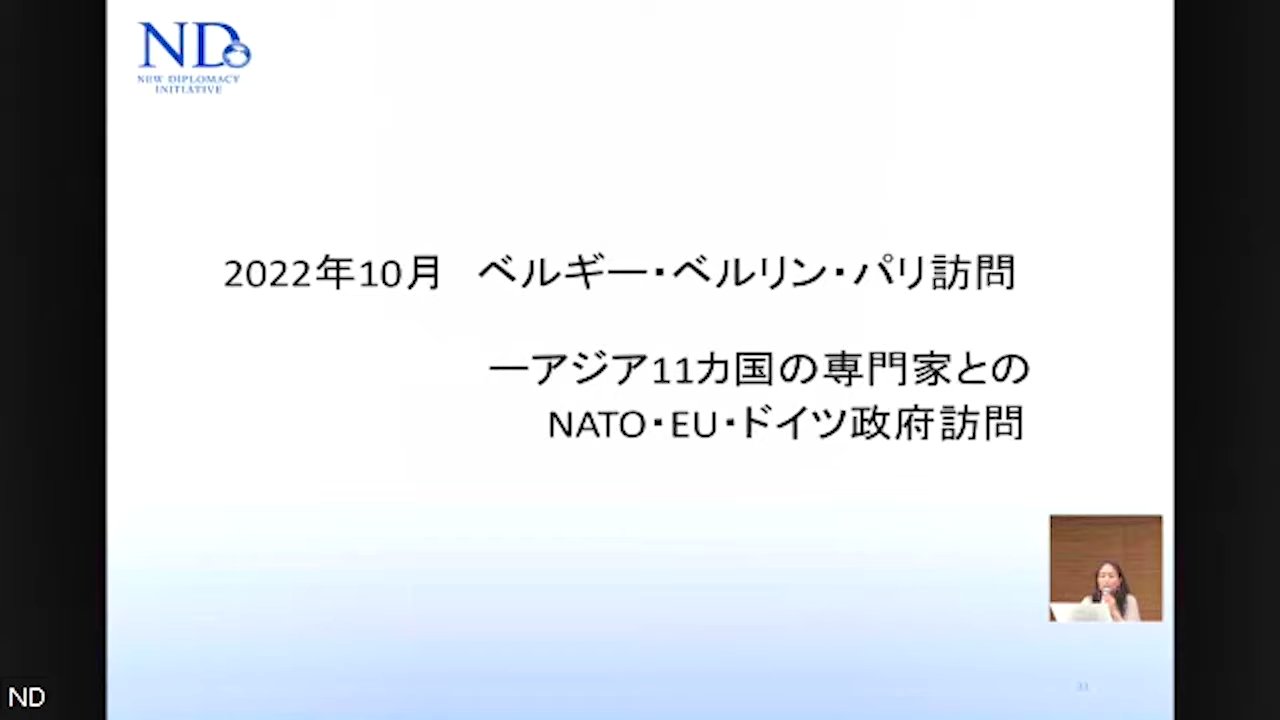 ND
NEW DIPLOMACY
INITIATIVE
2022年10月　ベルギー・ベルリン・パリ訪問
―アジア11カ国の専門家との
NATO・EU・ドイツ政府訪問
ND